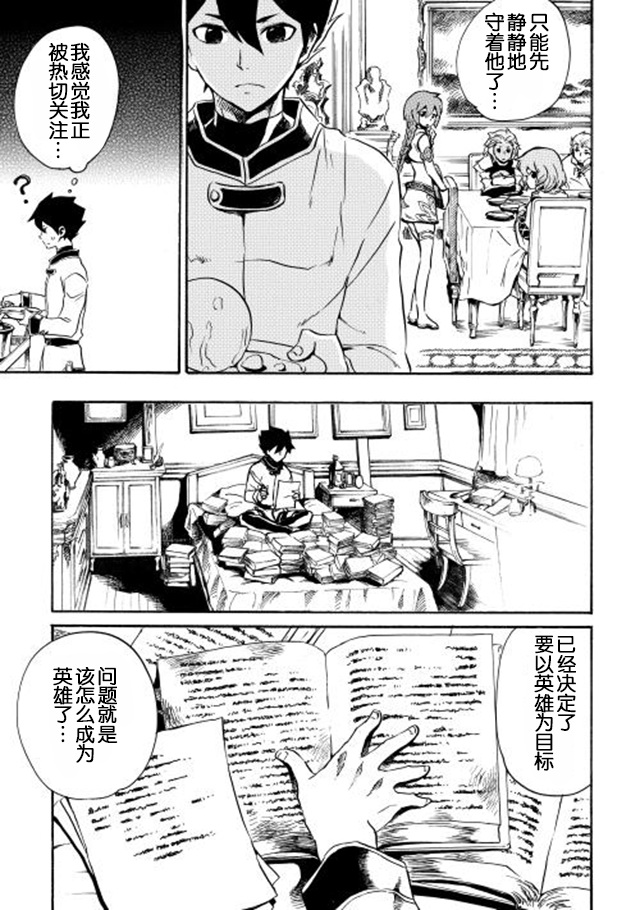 只能先
静静地
守着他
了…
我感觉我正
被热切关注
…
?
?
已经决定了
要以英雄为目标
问题就是
该怎么成为
英雄了…